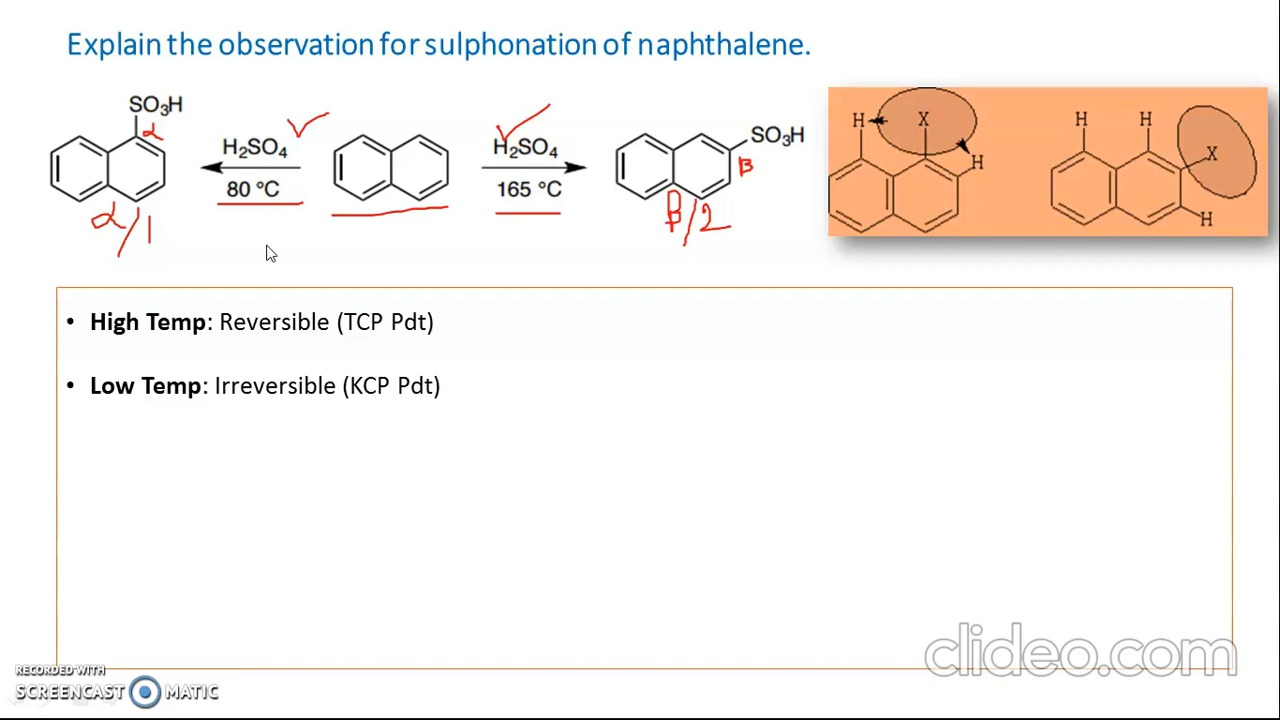 Explain the observation for sulphonation of naphthalene.
SO₃H
α
H₂SO₄
80 °C
α/1
H₂SO₄
165 °C
SO₃H
β
β/2
H X H
H H X H
• High Temp: Reversible (TCP Pdt)
• Low Temp: Irreversible (KCP Pdt)
clideo.com
RECORDED WITH
SCREENCAST MATIC